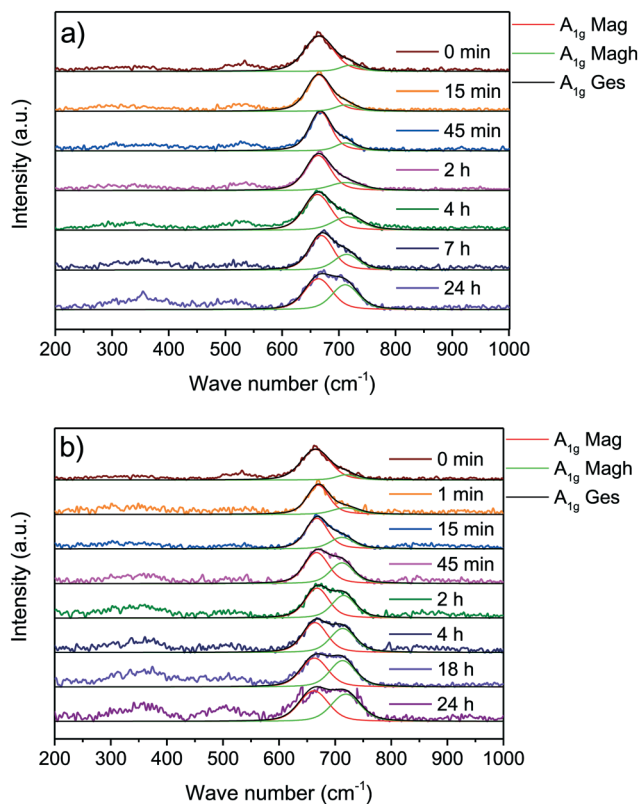 a)
A1g Mag
A1g Magh
A1g Ges
0 min
15 min
45 min
2 h
4 h
7 h
24 h
Intensity (a.u.)
200 300 400 500 600 700 800 900 1000
Wave number (cm-1)
b)
A1g Mag
A1g Magh
A1g Ges
0 min
1 min
15 min
45 min
2 h
4 h
18 h
24 h
Intensity (a.u.)
200 300 400 500 600 700 800 900 1000
Wave number (cm-1)